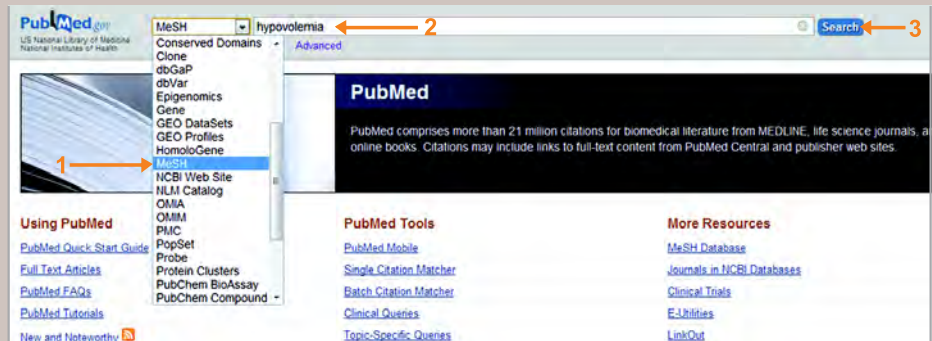 PubMed.gov
US National Library of Medicine
National Institutes of Health
MeSH
hypovolemia
2
Search
3
Advanced
Conserved Domains
Clone
dbGaP
dbVar
Epigenomics
Gene
GEO DataSets
GEO Profiles
HomoloGene
1
MeSH
NCBI Web Site
NLM Catalog
OMIA
OMIM
PMC
PopSet
Probe
Protein Clusters
PubChem BioAssay
PubChem Compound
PubMed
PubMed comprises more than 21 million citations for biomedical literature from MEDLINE, life science journals, a
online books. Citations may include links to full-text content from PubMed Central and publisher web sites.
Using PubMed
PubMed Quick Start Guide
Full Text Articles
PubMed FAQs
PubMed Tutorials
New and Noteworthy
PubMed Tools
PubMed Mobile
Single Citation Matcher
Batch Citation Matcher
Clinical Queries
Topic-Specific Queries
More Resources
MeSH Database
Journals in NCBI Databases
Clinical Trials
E-Utilities
LinkOut